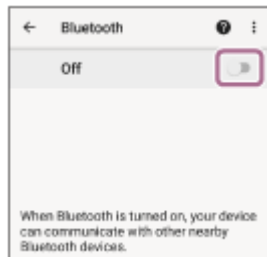 Bluetooth
Off
When Bluetooth is turned on, your device
can communicate with other nearby
Bluetooth devices.